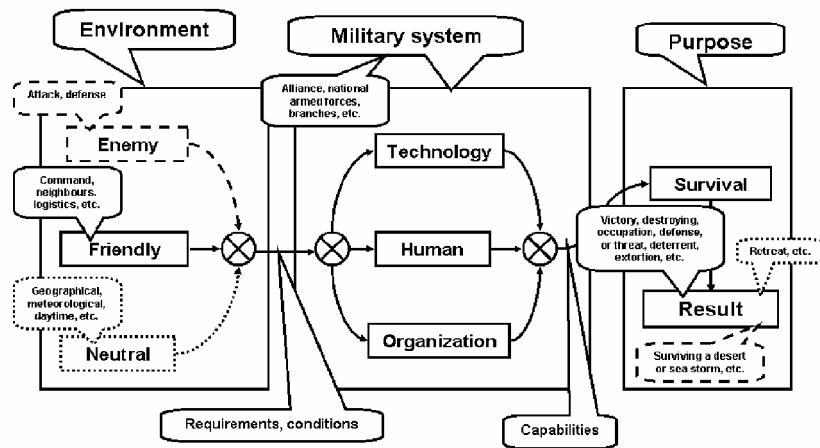 Environment
Military system
Purpose
Attack, defense
Enemy
Command,
neighbours,
logistics, etc.
Friendly
Geographical,
meteorological,
daytime, etc.
Neutral
Requirements, conditions
Alliance, national
armed forces,
branches, etc.
Technology
Human
Organization
Capabilities
Survival
Victory, destroying,
occupation, defense,
or threat, deterrent,
extortion, etc.
Retreat, etc.
Result
Surviving a desert
or sea storm, etc.